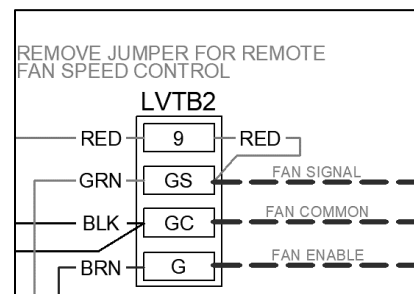 REMOVE JUMPER FOR REMOTE
FAN SPEED CONTROL
LVTB2
RED 9 RED
GRN GS FAN SIGNAL
BLK GC FAN COMMON
BRN G FAN ENABLE